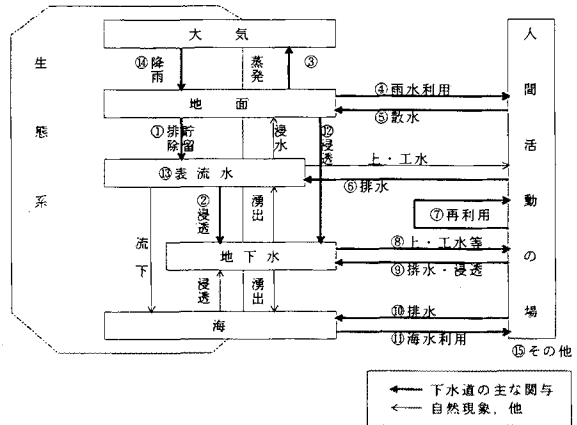 大気
⑭降雨
蒸発
③
地面
①排除
貯留
浸水
⑫浸透
⑬表流水
②浸透
湧出
流下
地下水
浸透
湧出
海
生態系
④雨水利用
⑤散水
上・工水
⑥排水
⑦再利用
⑧上・工水等
⑨排水・浸透
⑩排水
⑪海水利用
人間活動の場
⑮その他
下水道の主な関与
自然現象，他